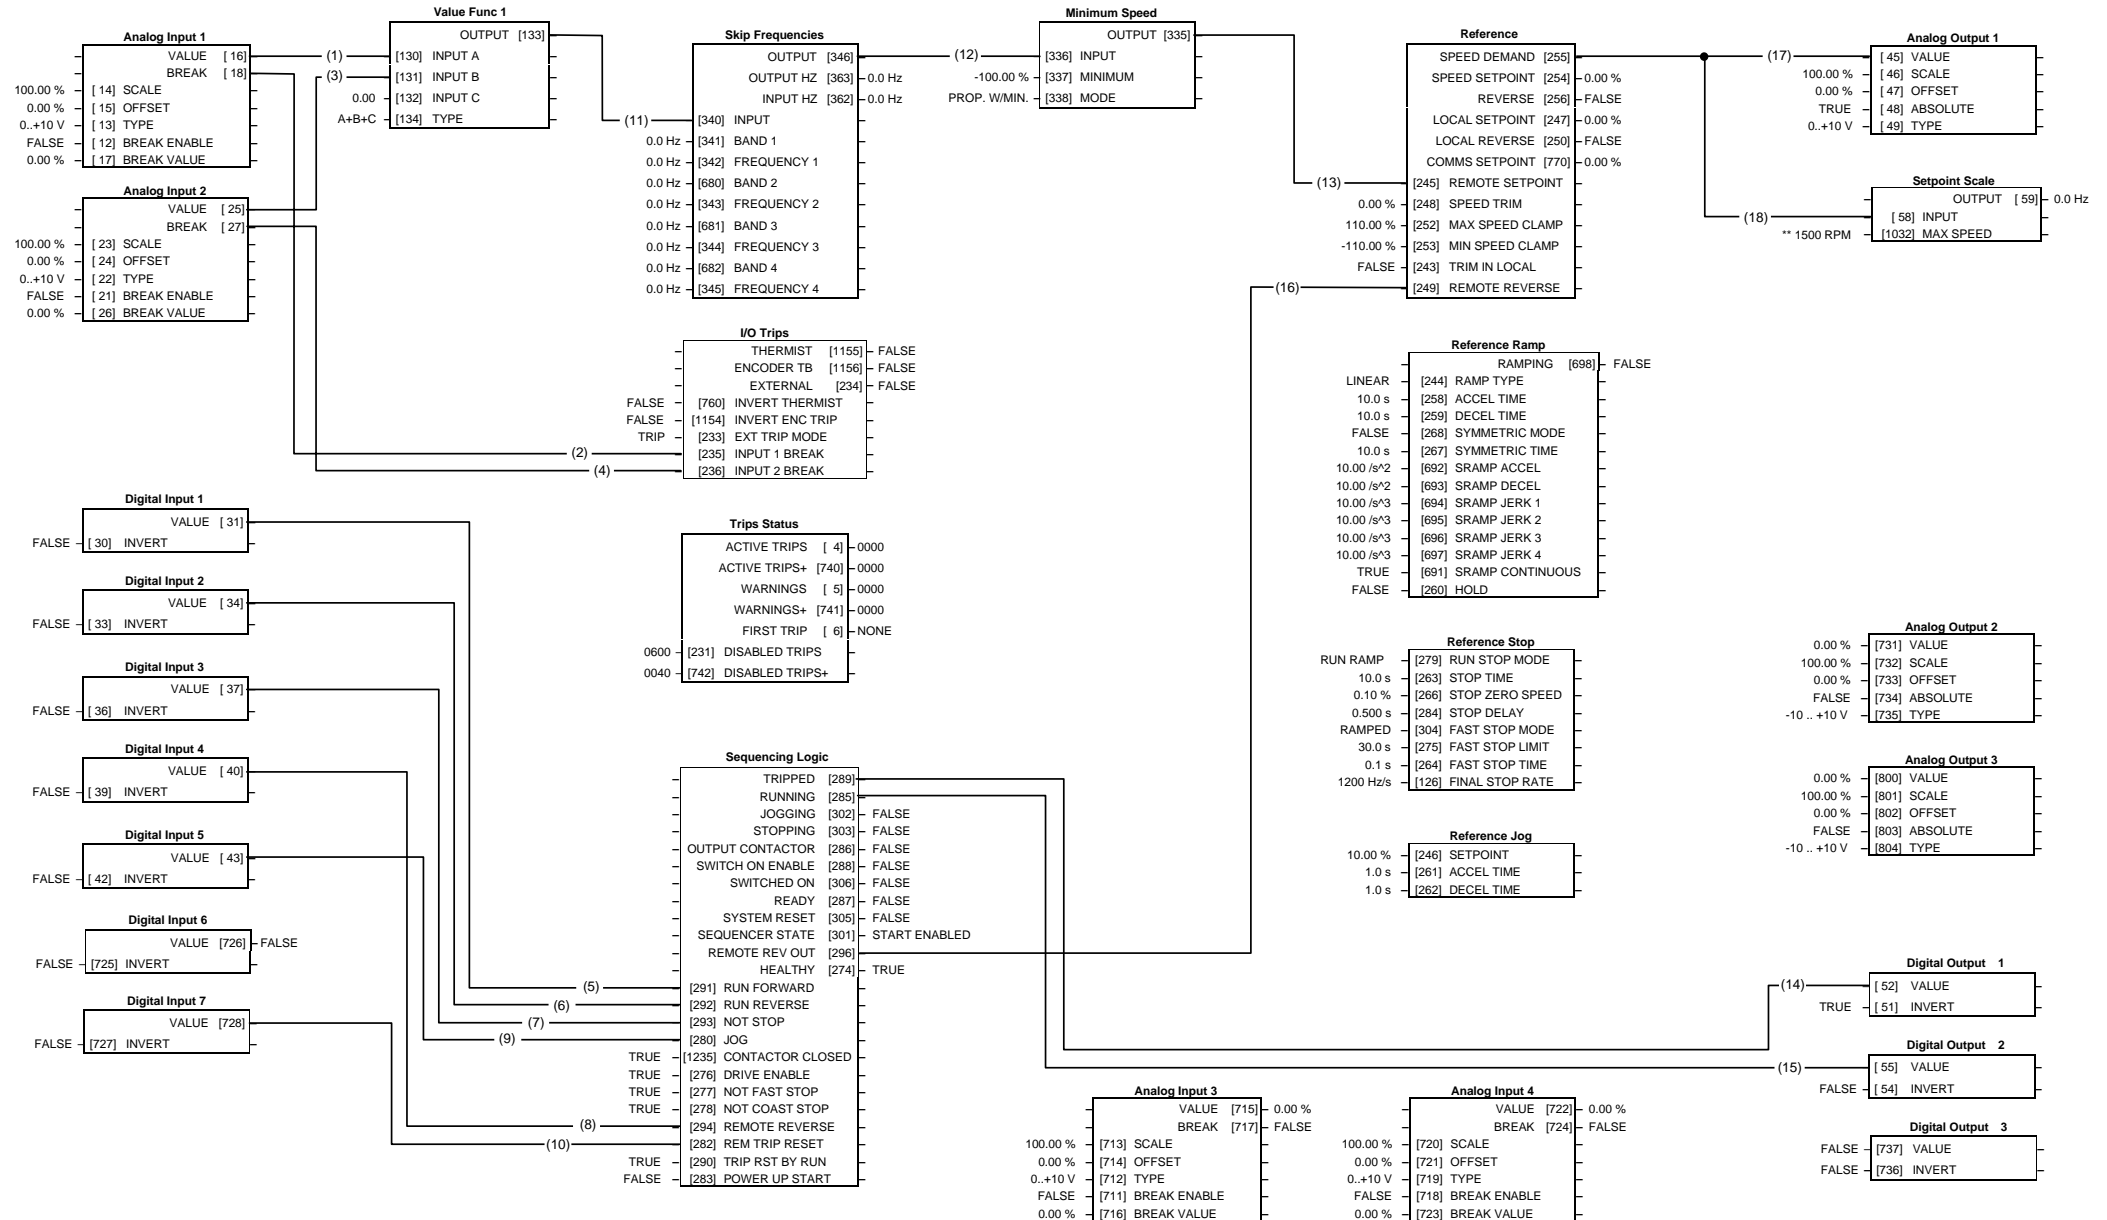 Analog Input 1
VALUE [ 16]
BREAK [ 18]
100.00 % [ 14] SCALE
0.00 % [ 15] OFFSET
0..+10 V [ 13] TYPE
FALSE [ 12] BREAK ENABLE
0.00 % [ 17] BREAK VALUE
Analog Input 2
VALUE [ 25]
BREAK [ 27]
100.00 % [ 23] SCALE
0.00 % [ 24] OFFSET
0..+10 V [ 22] TYPE
FALSE [ 21] BREAK ENABLE
0.00 % [ 26] BREAK VALUE
(1)
(3)
Value Func 1
OUTPUT [133]
[130] INPUT A
[131] INPUT B
0.00 [132] INPUT C
A+B+C [134] TYPE
(11)
Skip Frequencies
OUTPUT [346]
OUTPUT HZ [363] 0.0 Hz
INPUT HZ [362] 0.0 Hz
[340] INPUT
0.0 Hz [341] BAND 1
0.0 Hz [342] FREQUENCY 1
0.0 Hz [680] BAND 2
0.0 Hz [343] FREQUENCY 2
0.0 Hz [681] BAND 3
0.0 Hz [344] FREQUENCY 3
0.0 Hz [682] BAND 4
0.0 Hz [345] FREQUENCY 4
(12)
Minimum Speed
OUTPUT [335]
[336] INPUT
-100.00 % [337] MINIMUM
PROP. W/MIN. [338] MODE
(13)
(16)
Reference
SPEED DEMAND [255]
SPEED SETPOINT [254] 0.00 %
REVERSE [256] FALSE
LOCAL SETPOINT [247] 0.00 %
LOCAL REVERSE [250] FALSE
COMMS SETPOINT [770] 0.00 %
[245] REMOTE SETPOINT
0.00 % [248] SPEED TRIM
110.00 % [252] MAX SPEED CLAMP
-110.00 % [253] MIN SPEED CLAMP
FALSE [243] TRIM IN LOCAL
[249] REMOTE REVERSE
(17)
Analog Output 1
[ 45] VALUE
100.00 % [ 46] SCALE
0.00 % [ 47] OFFSET
TRUE [ 48] ABSOLUTE
0..+10 V [ 49] TYPE
(18)
Setpoint Scale
OUTPUT [ 59] 0.0 Hz
[ 58] INPUT
** 1500 RPM [1032] MAX SPEED
I/O Trips
THERMIST [1155] FALSE
ENCODER TB [1156] FALSE
EXTERNAL [234] FALSE
FALSE [760] INVERT THERMIST
FALSE [1154] INVERT ENC TRIP
TRIP [233] EXT TRIP MODE
(2) [235] INPUT 1 BREAK
(4) [236] INPUT 2 BREAK
Reference Ramp
RAMPING [698] FALSE
LINEAR [244] RAMP TYPE
10.0 s [258] ACCEL TIME
10.0 s [259] DECEL TIME
FALSE [268] SYMMETRIC MODE
10.0 s [267] SYMMETRIC TIME
10.00 /s^2 [692] SRAMP ACCEL
10.00 /s^2 [693] SRAMP DECEL
10.00 /s^3 [694] SRAMP JERK 1
10.00 /s^3 [695] SRAMP JERK 2
10.00 /s^3 [696] SRAMP JERK 3
10.00 /s^3 [697] SRAMP JERK 4
TRUE [691] SRAMP CONTINUOUS
FALSE [260] HOLD
Digital Input 1
VALUE [ 31]
FALSE [ 30] INVERT
Digital Input 2
VALUE [ 34]
FALSE [ 33] INVERT
Digital Input 3
VALUE [ 37]
FALSE [ 36] INVERT
Digital Input 4
VALUE [ 40]
FALSE [ 39] INVERT
Digital Input 5
VALUE [ 43]
FALSE [ 42] INVERT
Digital Input 6
VALUE [726] FALSE
FALSE [725] INVERT
Digital Input 7
VALUE [728]
FALSE [727] INVERT
Trips Status
ACTIVE TRIPS [ 4] 0000
ACTIVE TRIPS+ [740] 0000
WARNINGS [ 5] 0000
WARNINGS+ [741] 0000
FIRST TRIP [ 6] NONE
0600 [231] DISABLED TRIPS
0040 [742] DISABLED TRIPS+
Reference Stop
RUN RAMP [279] RUN STOP MODE
10.0 s [263] STOP TIME
0.10 % [266] STOP ZERO SPEED
0.500 s [284] STOP DELAY
RAMPED [304] FAST STOP MODE
30.0 s [275] FAST STOP LIMIT
0.1 s [264] FAST STOP TIME
1200 Hz/s [126] FINAL STOP RATE
Analog Output 2
0.00 % [731] VALUE
100.00 % [732] SCALE
0.00 % [733] OFFSET
FALSE [734] ABSOLUTE
-10 .. +10 V [735] TYPE
Analog Output 3
0.00 % [800] VALUE
100.00 % [801] SCALE
0.00 % [802] OFFSET
FALSE [803] ABSOLUTE
-10 .. +10 V [804] TYPE
Sequencing Logic
TRIPPED [289]
RUNNING [285]
JOGGING [302] FALSE
STOPPING [303] FALSE
OUTPUT CONTACTOR [286] FALSE
SWITCH ON ENABLE [288] FALSE
SWITCHED ON [306] FALSE
READY [287] FALSE
SYSTEM RESET [305] FALSE
SEQUENCER STATE [301] START ENABLED
REMOTE REV OUT [296]
HEALTHY [274] TRUE
(5) [291] RUN FORWARD
(6) [292] RUN REVERSE
(7) [293] NOT STOP
(9) [280] JOG
TRUE [1235] CONTACTOR CLOSED
TRUE [276] DRIVE ENABLE
TRUE [277] NOT FAST STOP
TRUE [278] NOT COAST STOP
(8) [294] REMOTE REVERSE
(10) [282] REM TRIP RESET
TRUE [290] TRIP RST BY RUN
FALSE [283] POWER UP START
Reference Jog
10.00 % [246] SETPOINT
1.0 s [261] ACCEL TIME
1.0 s [262] DECEL TIME
Digital Output 1
(14) [ 52] VALUE
TRUE [ 51] INVERT
Digital Output 2
(15) [ 55] VALUE
FALSE [ 54] INVERT
Digital Output 3
FALSE [737] VALUE
FALSE [736] INVERT
Analog Input 3
VALUE [715] 0.00 %
BREAK [717] FALSE
100.00 % [713] SCALE
0.00 % [714] OFFSET
0..+10 V [712] TYPE
FALSE [711] BREAK ENABLE
0.00 % [716] BREAK VALUE
Analog Input 4
VALUE [722] 0.00 %
BREAK [724] FALSE
100.00 % [720] SCALE
0.00 % [721] OFFSET
0..+10 V [719] TYPE
FALSE [718] BREAK ENABLE
0.00 % [723] BREAK VALUE